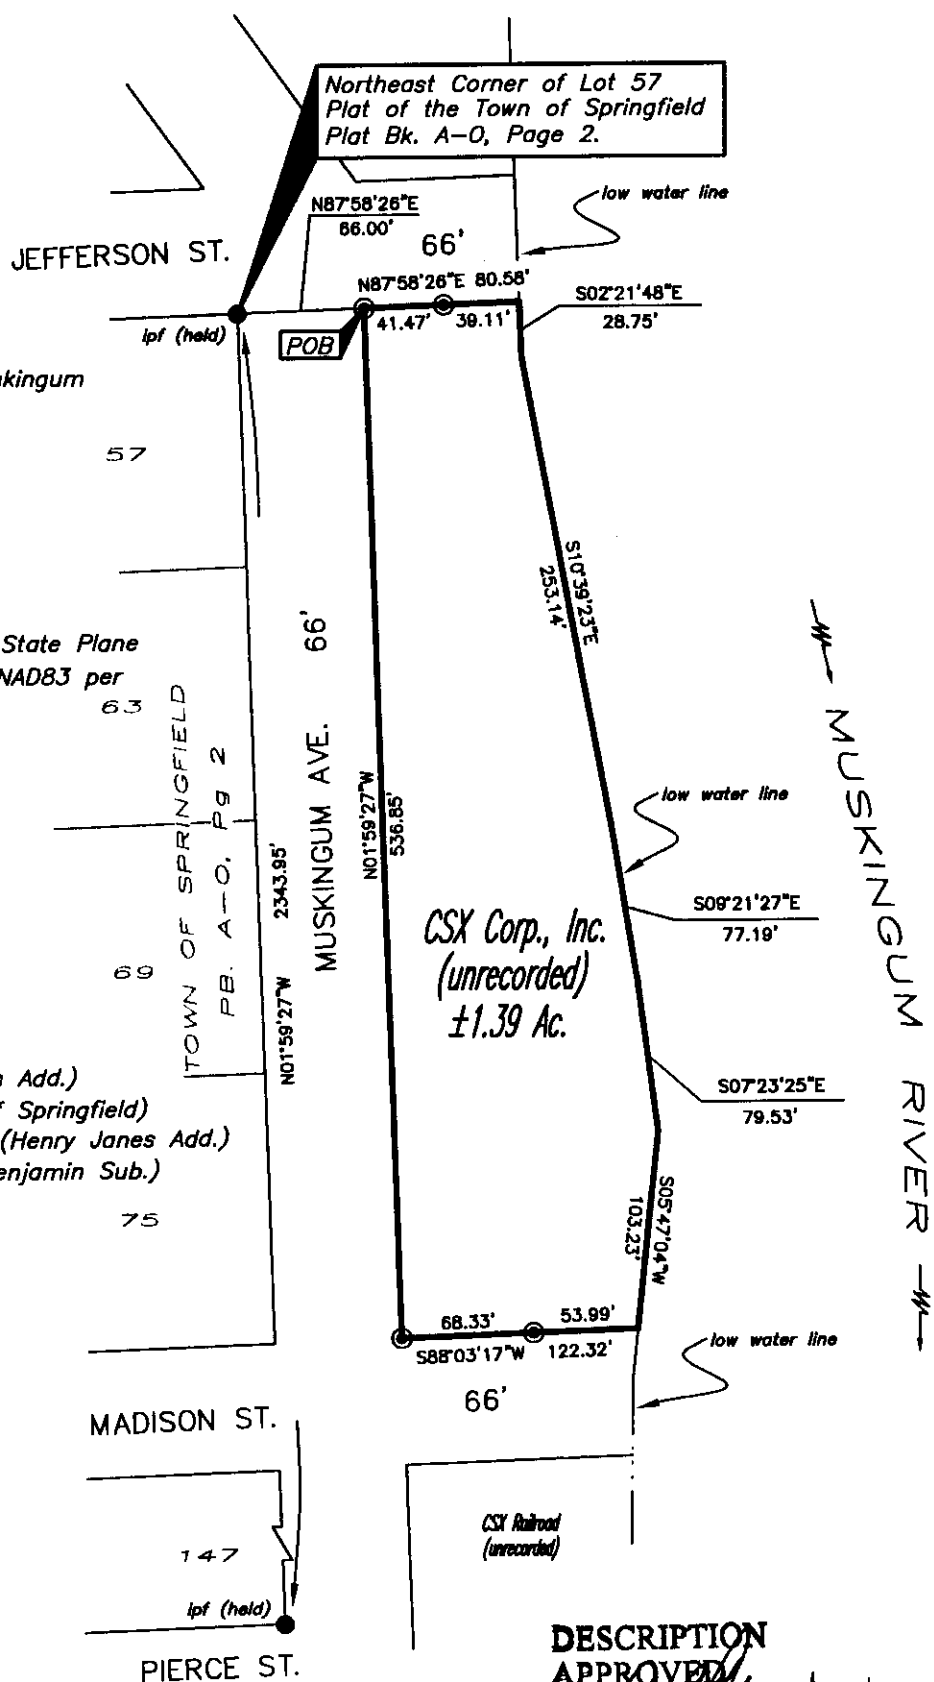 Northeast Corner of Lot 57
Plat of the Town of Springfield
Plat Bk. A-O, Page 2.
low water line
N87°58'26"E
66.00'
JEFFERSON ST.
66'
N87°58'26"E 80.58'
S02°21'48"E
28.75'
ipf (held)
41.47'
39.11'
POB
kingum
57
S10°39'23"E
253.14'
State Plane
NAD83 per
63
66'
MUSKINGUM AVE.
TOWN OF SPRINGFIELD
PB. A-O, Pg 2
N01°59'27"W
536.85'
N01°59'27"W 2343.95'
low water line
MUSKINGUM RIVER
S09°21'27"E
77.19'
CSX Corp., Inc.
(unrecorded)
±1.39 Ac.
69
S07°23'25"E
79.53'
Add.)
Springfield)
(Henry Janes Add.)
enjamin Sub.)
75
S05°47'04"W
103.23'
68.33'
53.99'
S88°03'17"W
122.32'
low water line
66'
MADISON ST.
CSX Railroad
(unrecorded)
147
ipf (held)
PIERCE ST.
DESCRIPTION
APPROVED